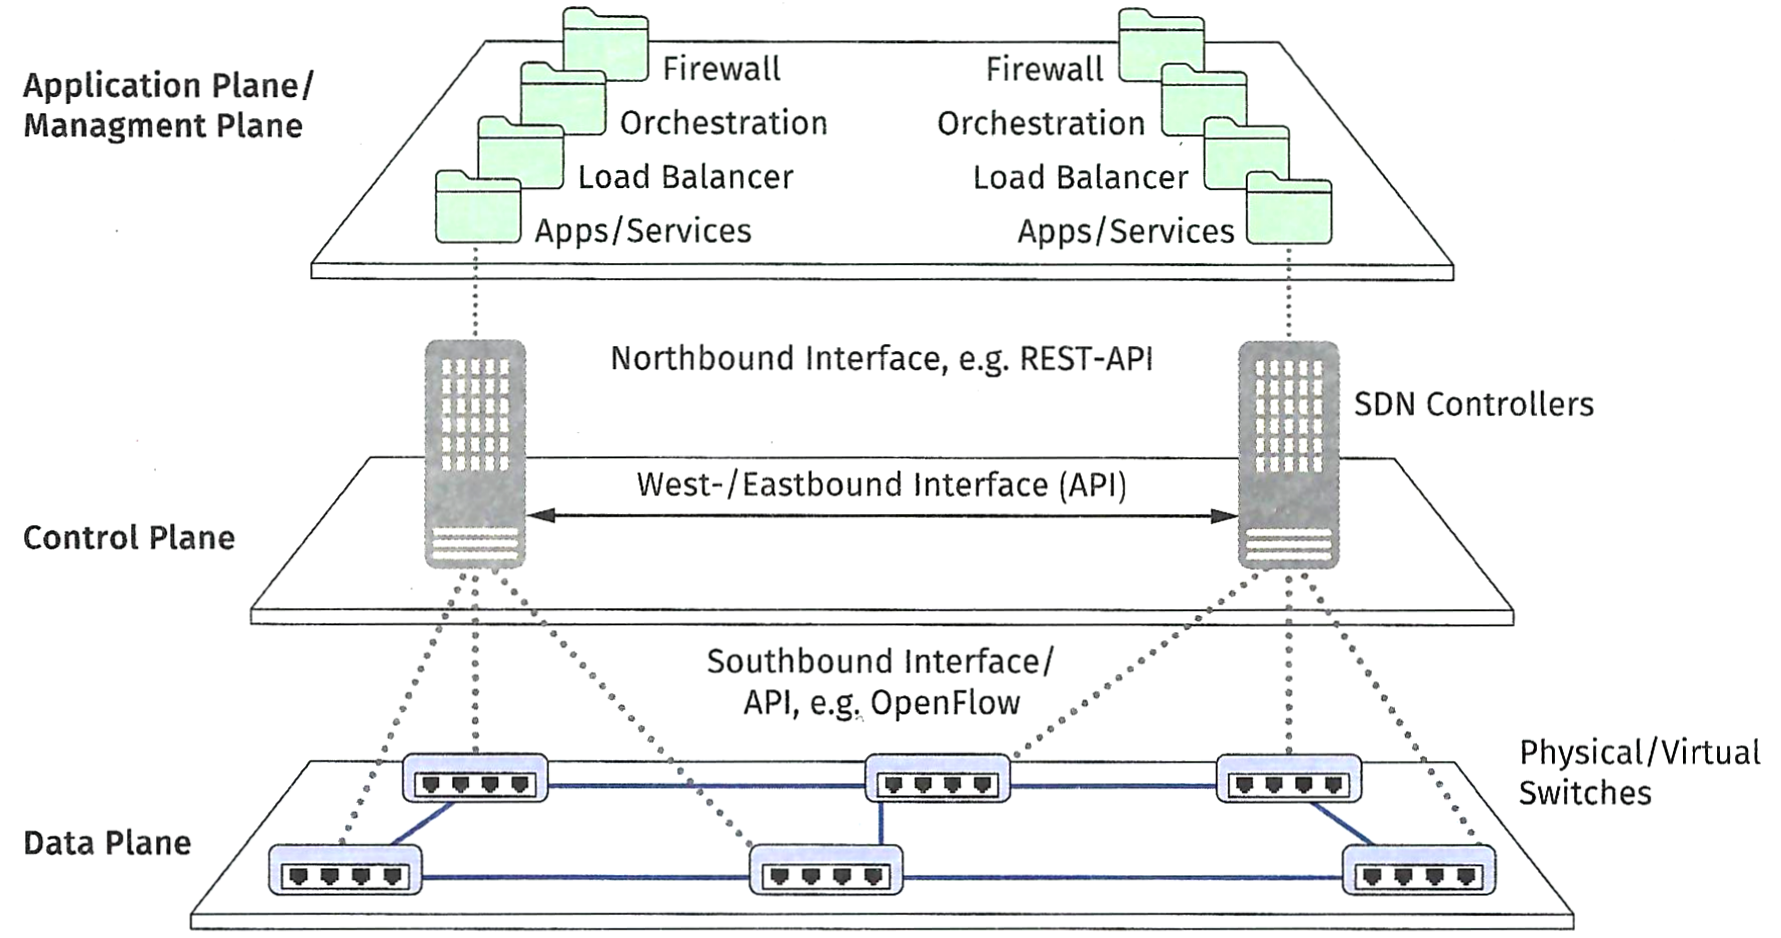 Application Plane/
Managment Plane
Firewall
Firewall
Orchestration
Orchestration
Load Balancer
Load Balancer
Apps/Services
Apps/Services
Northbound Interface, e.g. REST-API
SDN Controllers
West-/Eastbound Interface (API)
Control Plane
Southbound Interface/
API, e.g. OpenFlow
Physical/Virtual
Switches
Data Plane